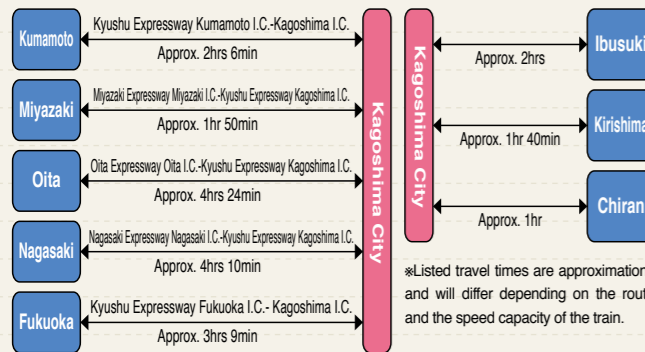 Kumamoto
Kyushu Expressway Kumamoto I.C.-Kagoshima I.C.
Approx. 2hrs 6min
Miyazaki
Miyazaki Expressway Miyazaki I.C.-Kyushu Expressway Kagoshima I.C.
Approx. 1hr 50min
Oita
Oita Expressway Oita I.C.-Kyushu Expressway Kagoshima I.C.
Approx. 4hrs 24min
Nagasaki
Nagasaki Expressway Nagasaki I.C.-Kyushu Expressway Kagoshima I.C.
Approx. 4hrs 10min
Fukuoka
Kyushu Expressway Fukuoka I.C.- Kagoshima I.C.
Approx. 3hrs 9min
Kagoshima City
Kagoshima City
Approx. 2hrs
Ibusuki
Approx. 1hr 40min
Kirishima
Approx. 1hr
Chiran
※Listed travel times are approximation
and will differ depending on the rout
and the speed capacity of the train.